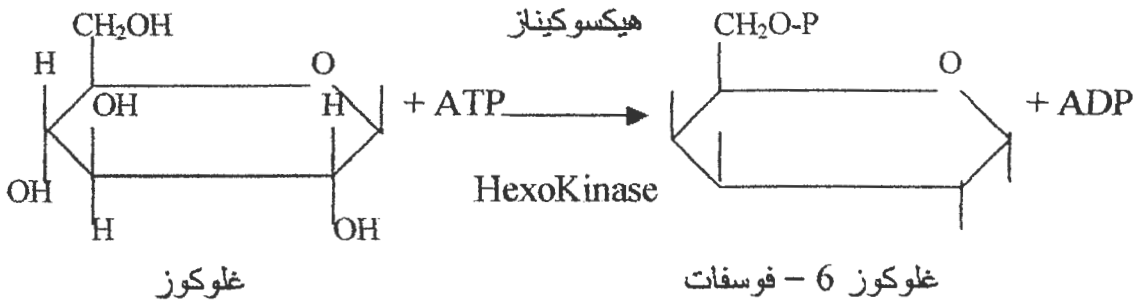 CH₂OH
هيكسوكيناز
CH₂O-P
H
O
O
OH
H
+ ATP
+ ADP
OH
HexoKinase
H
OH
غلوكوز
غلوكوز 6 – فوسفات